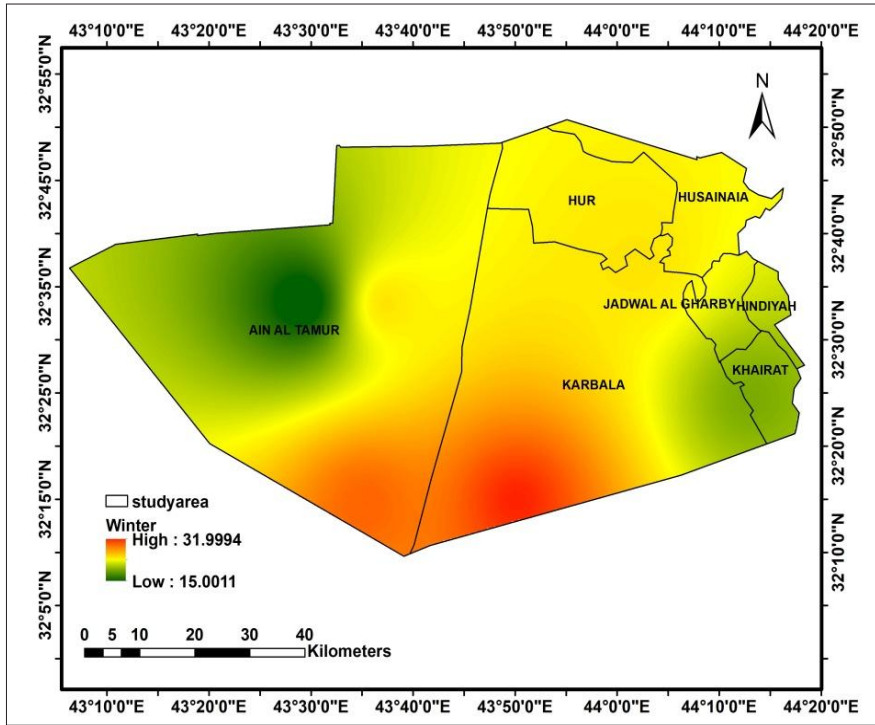 43°10'0"E 43°20'0"E 43°30'0"E 43°40'0"E 43°50'0"E 44°0'0"E 44°10'0"E 44°20'0"E
32°55'0"N
32°45'0"N
32°35'0"N
32°25'0"N
32°15'0"N
32°5'0"N
N
32°50'0"N
32°40'0"N
32°30'0"N
32°20'0"N
32°10'0"N
HUR
HUSAINAIA
JADWAL AL GHARBY
HINDIYAH
AIN AL TAMUR
KHAIRAT
KARBALA
studyarea
Winter
High : 31.9994
Low : 15.0011
0 5 10 20 30 40
Kilometers
43°10'0"E 43°20'0"E 43°30'0"E 43°40'0"E 43°50'0"E 44°0'0"E 44°10'0"E 44°20'0"E